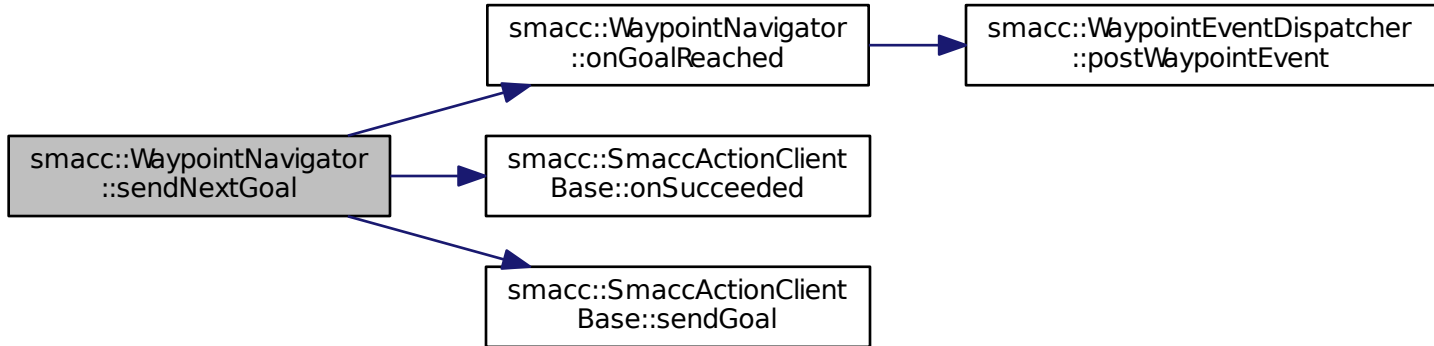 smacc::WaypointNavigator
::sendNextGoal
smacc::WaypointNavigator
::onGoalReached
smacc::WaypointEventDispatcher
::postWaypointEvent
smacc::SmaccActionClient
Base::onSucceeded
smacc::SmaccActionClient
Base::sendGoal